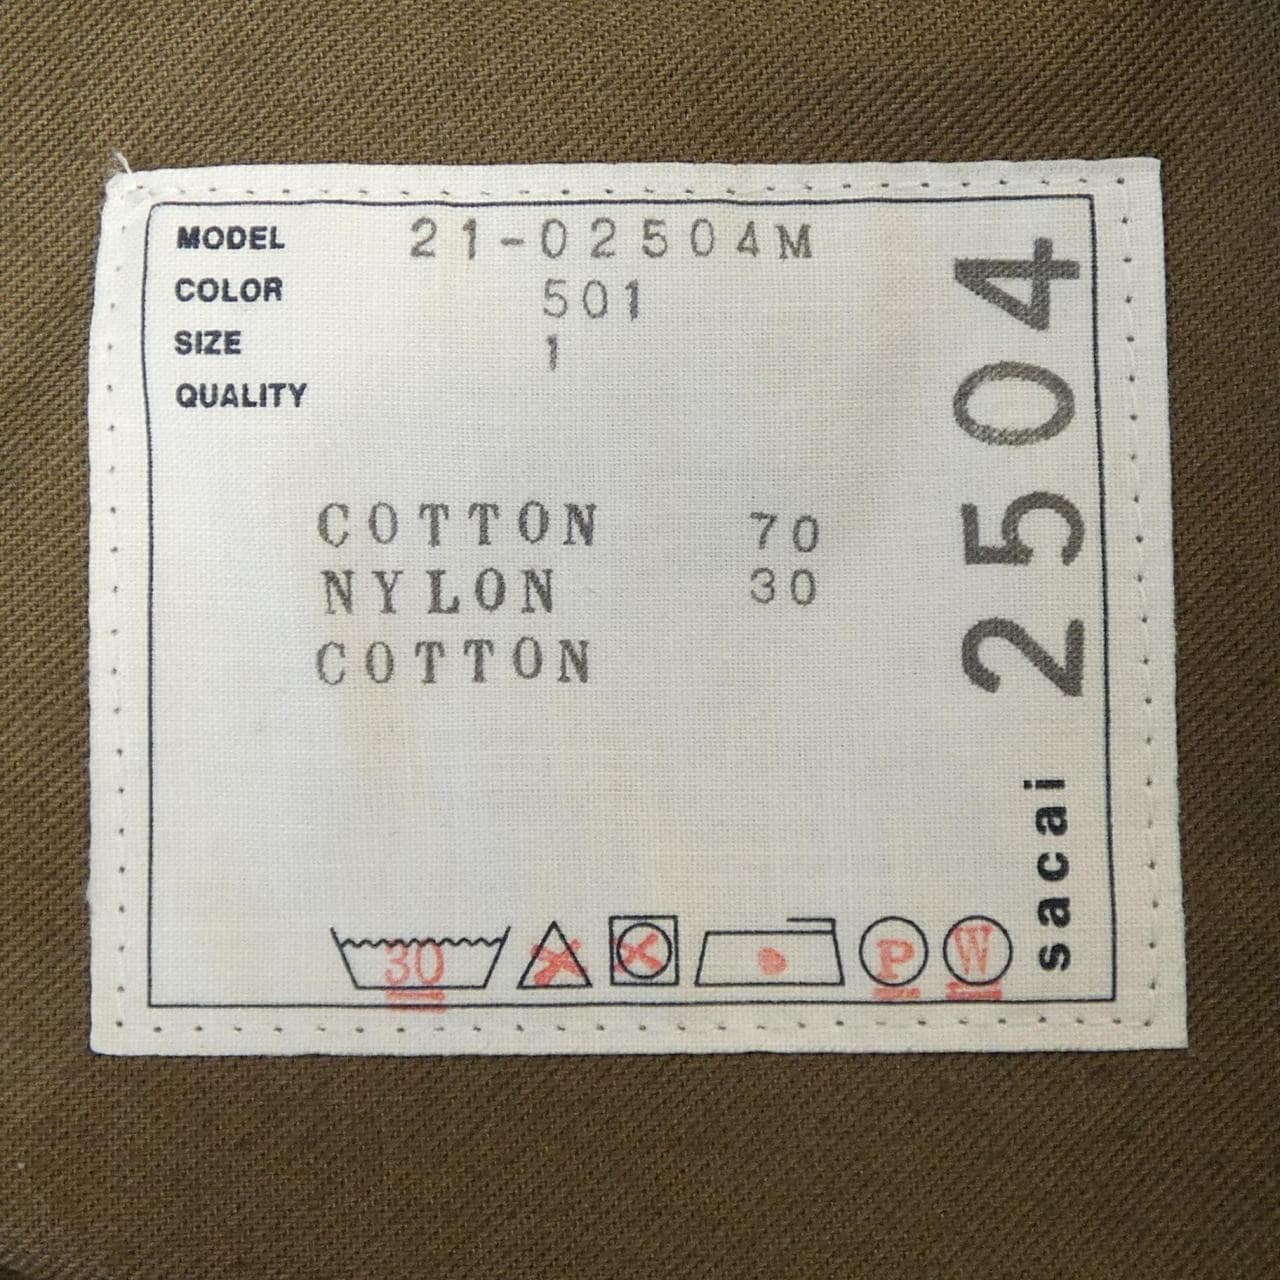 MODEL 21-02504M
COLOR 501
SIZE 1
QUALITY
COTTON 70
NYLON 30
COTTON
2504
sacai
30
P
W